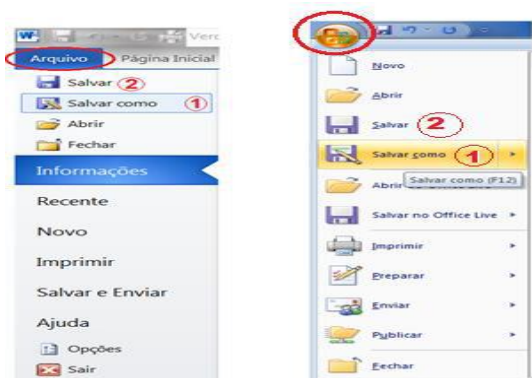 W
Verc
Arquivo
Página Inicial
Salvar 2
Salvar como 1
Abrir
Fechar
Informações
Recente
Novo
Imprimir
Salvar e Enviar
Ajuda
Opções
Sair
Novo
Abrir
Salvar 2
Salvar como 1
Salvar como (F12)
Abrir
Salvar no Office Live
Imprimir
Preparar
Enviar
Publicar
Fechar